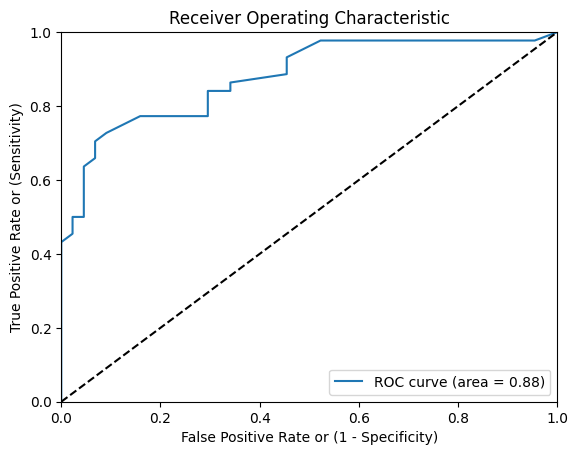 Receiver Operating Characteristic
True Positive Rate or (Sensitivity)
1.0
0.8
0.6
0.4
0.2
0.0
ROC curve (area = 0.88)
0.0 0.2 0.4 0.6 0.8 1.0
False Positive Rate or (1 - Specificity)